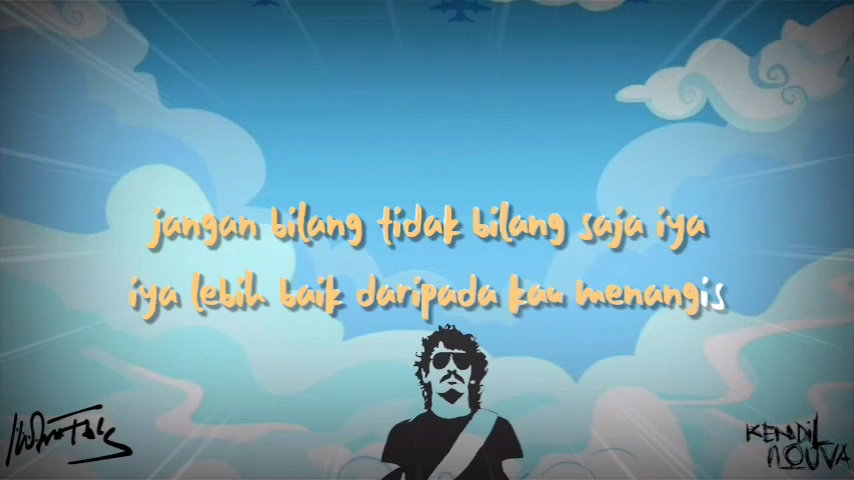 jangan bilang tidak bilang saja iya
iya lebih baik daripada kau menangis
KENDIL
NOUVA